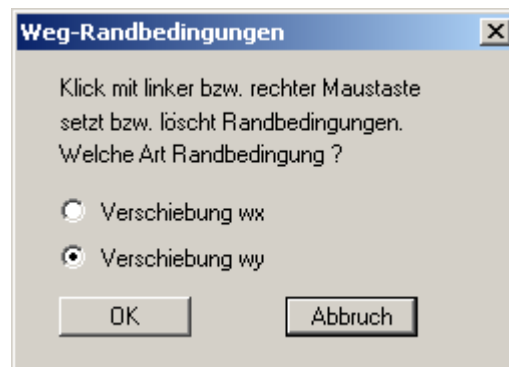 Weg-Randbedingungen
Klick mit linker bzw. rechter Maustaste
setzt bzw. löscht Randbedingungen.
Welche Art Randbedingung ?
Verschiebung wx
Verschiebung wy
OK Abbruch